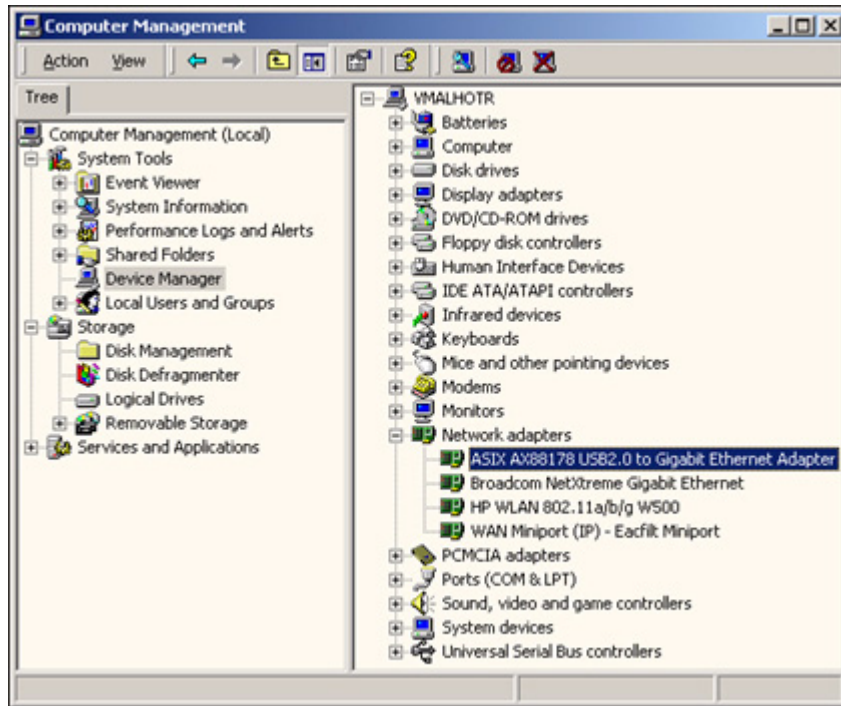 Computer Management
Action View
Tree
Computer Management (Local)
System Tools
Event Viewer
System Information
Performance Logs and Alerts
Shared Folders
Device Manager
Local Users and Groups
Storage
Disk Management
Disk Defragmenter
Logical Drives
Removable Storage
Services and Applications
VMALHOTR
Batteries
Computer
Disk drives
Display adapters
DVD/CD-ROM drives
Floppy disk controllers
Human Interface Devices
IDE ATA/ATAPI controllers
Infrared devices
Keyboards
Mice and other pointing devices
Modems
Monitors
Network adapters
ASIX AX88178 USB2.0 to Gigabit Ethernet Adapter
Broadcom NetXtreme Gigabit Ethernet
HP WLAN 802.11a/b/g W500
WAN Miniport (IP) - Eacfilt Miniport
PCMCIA adapters
Ports (COM & LPT)
Sound, video and game controllers
System devices
Universal Serial Bus controllers